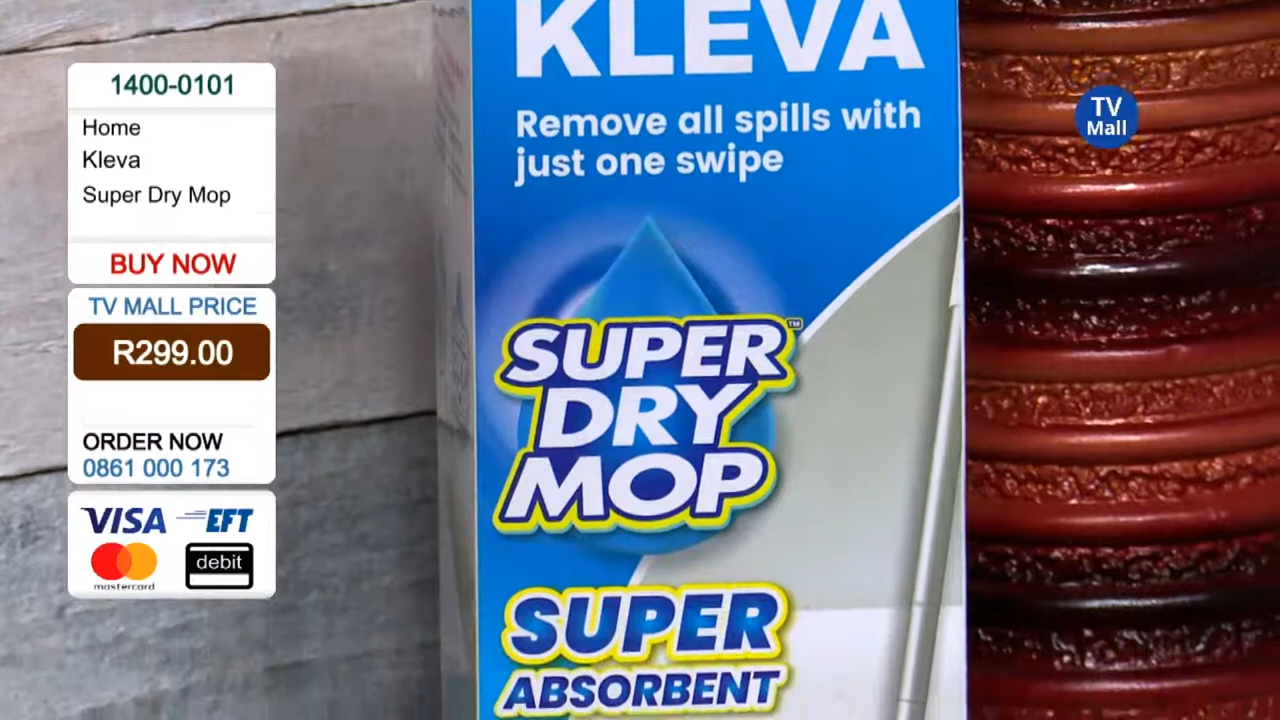 1400-0101
Home
Kleva
Super Dry Mop
BUY NOW
TV MALL PRICE
R299.00
ORDER NOW
0861 000 173
VISA EFT
mastercard debit
KLEVA
Remove all spills with
just one swipe
SUPER™
DRY
MOP
SUPER
ABSORBENT
TV
Mall